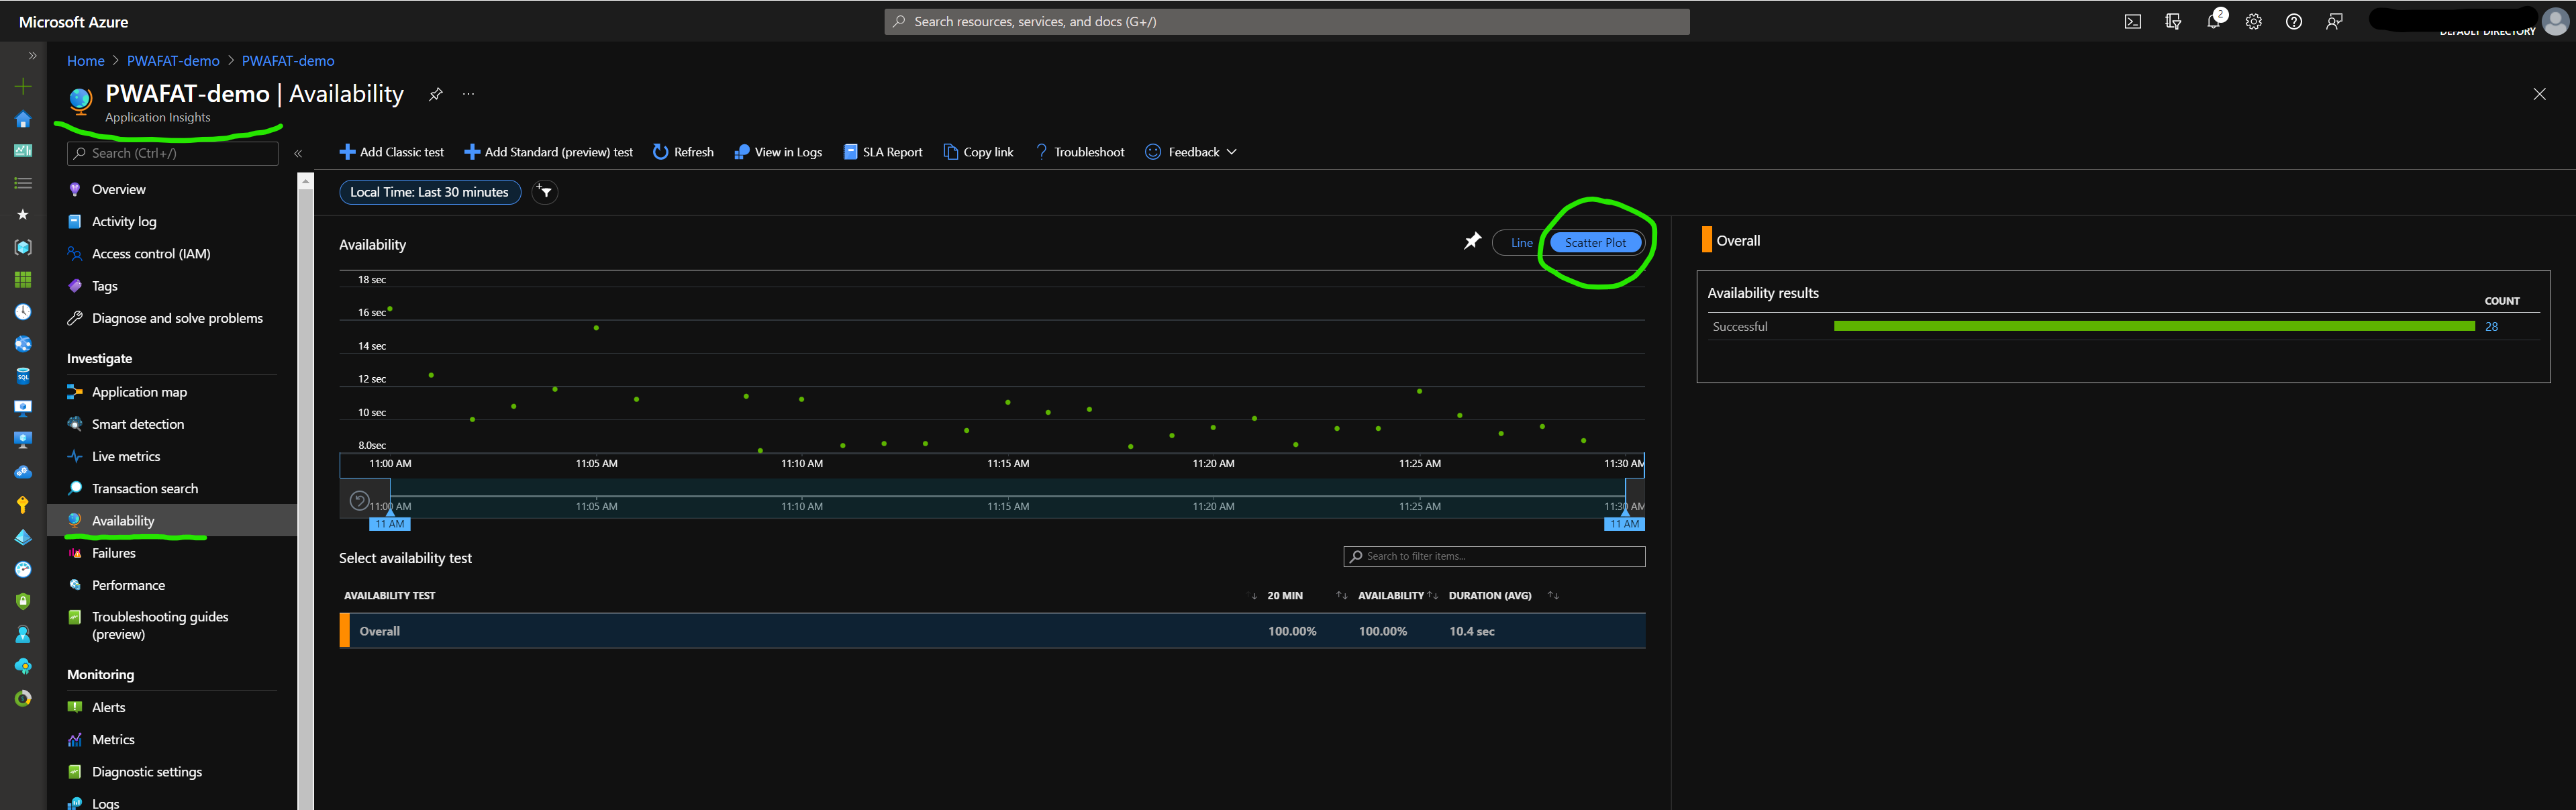 Microsoft Azure
Search resources, services, and docs (G+/)
2
DEFAULT DIRECTORY
Home > PWAFAT-demo > PWAFAT-demo
PWAFAT-demo | Availability
Application Insights
Search (Ctrl+/)
Add Classic test
Add Standard (preview) test
Refresh
View in Logs
SLA Report
Copy link
Troubleshoot
Feedback
Overview
Activity log
Access control (IAM)
Tags
Diagnose and solve problems
Investigate
Application map
Smart detection
Live metrics
Transaction search
Availability
Failures
Performance
Troubleshooting guides
(preview)
Monitoring
Alerts
Metrics
Diagnostic settings
Logs
SQL
Local Time: Last 30 minutes
Availability
Line
Scatter Plot
18 sec
16 sec
14 sec
12 sec
10 sec
8.0sec
11:00 AM 11:05 AM 11:10 AM 11:15 AM 11:20 AM 11:25 AM 11:30 AM
11:00 AM 11:05 AM 11:10 AM 11:15 AM 11:20 AM 11:25 AM 11:30 AM
11 AM 11 AM
Select availability test
Search to filter items...
AVAILABILITY TEST 20 MIN AVAILABILITY DURATION (AVG)
Overall 100.00% 100.00% 10.4 sec
Overall
Availability results
COUNT
Successful 28